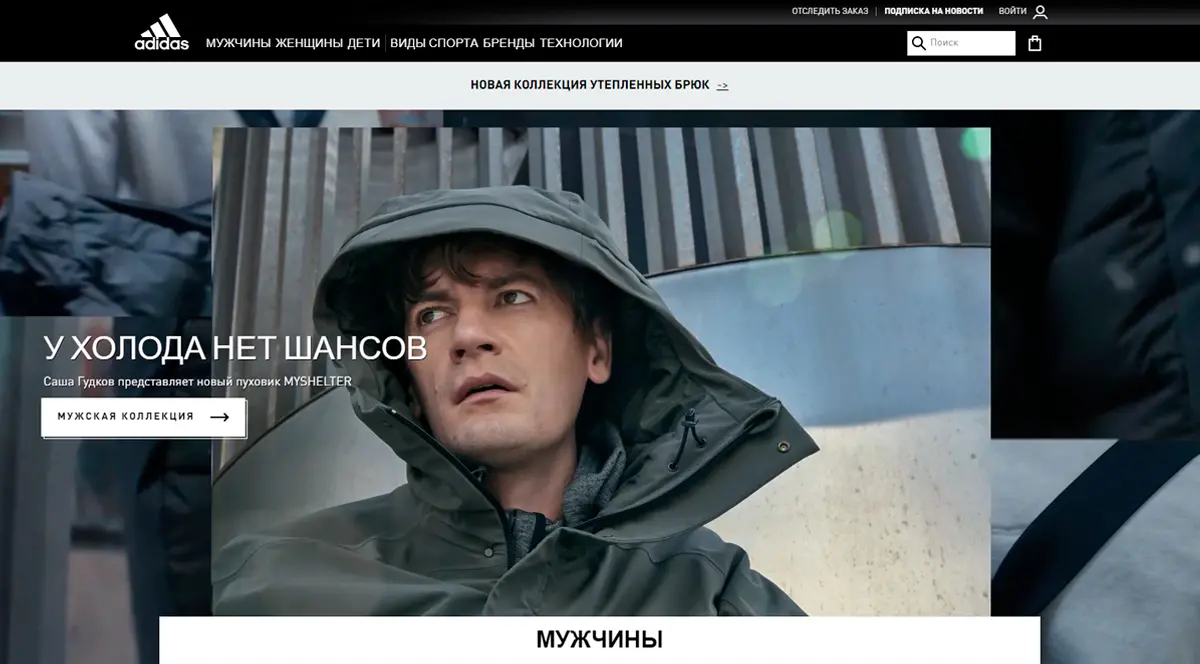 ОТСЛЕДИТЬ ЗАКАЗ | ПОДПИСКА НА НОВОСТИ ВОЙТИ
adidas
МУЖЧИНЫ ЖЕНЩИНЫ ДЕТИ | ВИДЫ СПОРТА БРЕНДЫ ТЕХНОЛОГИИ
Поиск
НОВАЯ КОЛЛЕКЦИЯ УТЕПЛЕННЫХ БРЮК ->
У ХОЛОДА НЕТ ШАНСОВ
Саша Гудков представляет новый пуховик MYSHELTER
МУЖСКАЯ КОЛЛЕКЦИЯ →
МУЖЧИНЫ